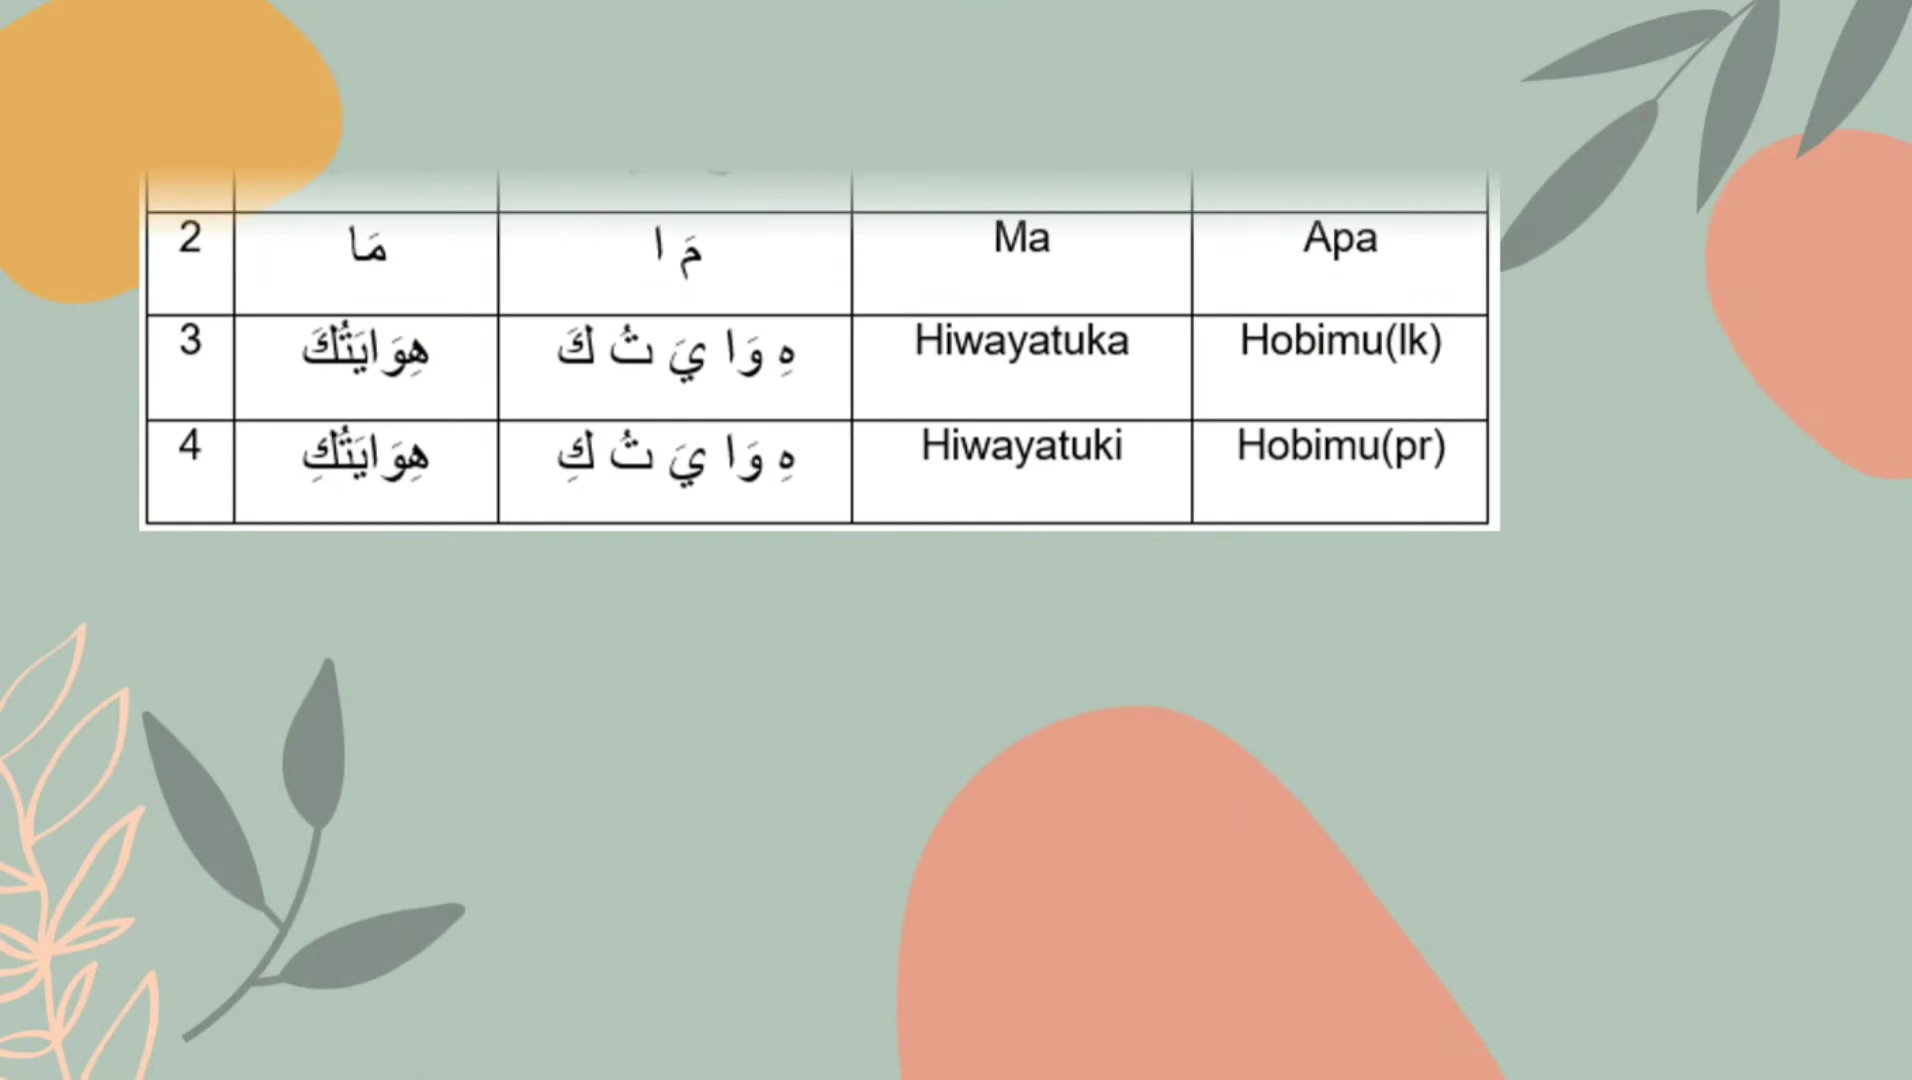 2 مَا مَ ا Ma Apa
3 هِوَايَتُكَ هِ وَ ا يَ تُ كَ Hiwayatuka Hobimu(lk)
4 هِوَايَتُكِ هِ وَ ا يَ تُ كِ Hiwayatuki Hobimu(pr)